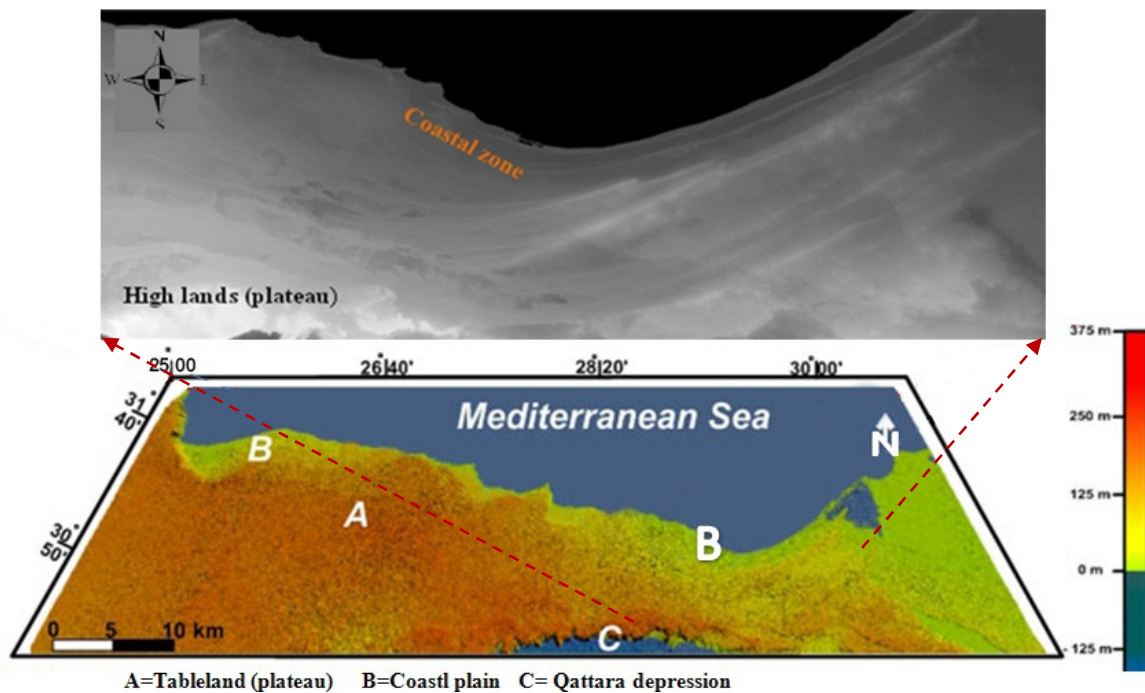 N
W E
S
Coastal zone
High lands (plateau)
25°00 26°40' 28°20' 30°00'
31°
40'
30°
50'
Mediterranean Sea
N
B
A
B
C
0 5 10 km
375 m
250 m
125 m
0 m
- 125 m
A=Tableland (plateau) B=Coastl plain C= Qattara depression